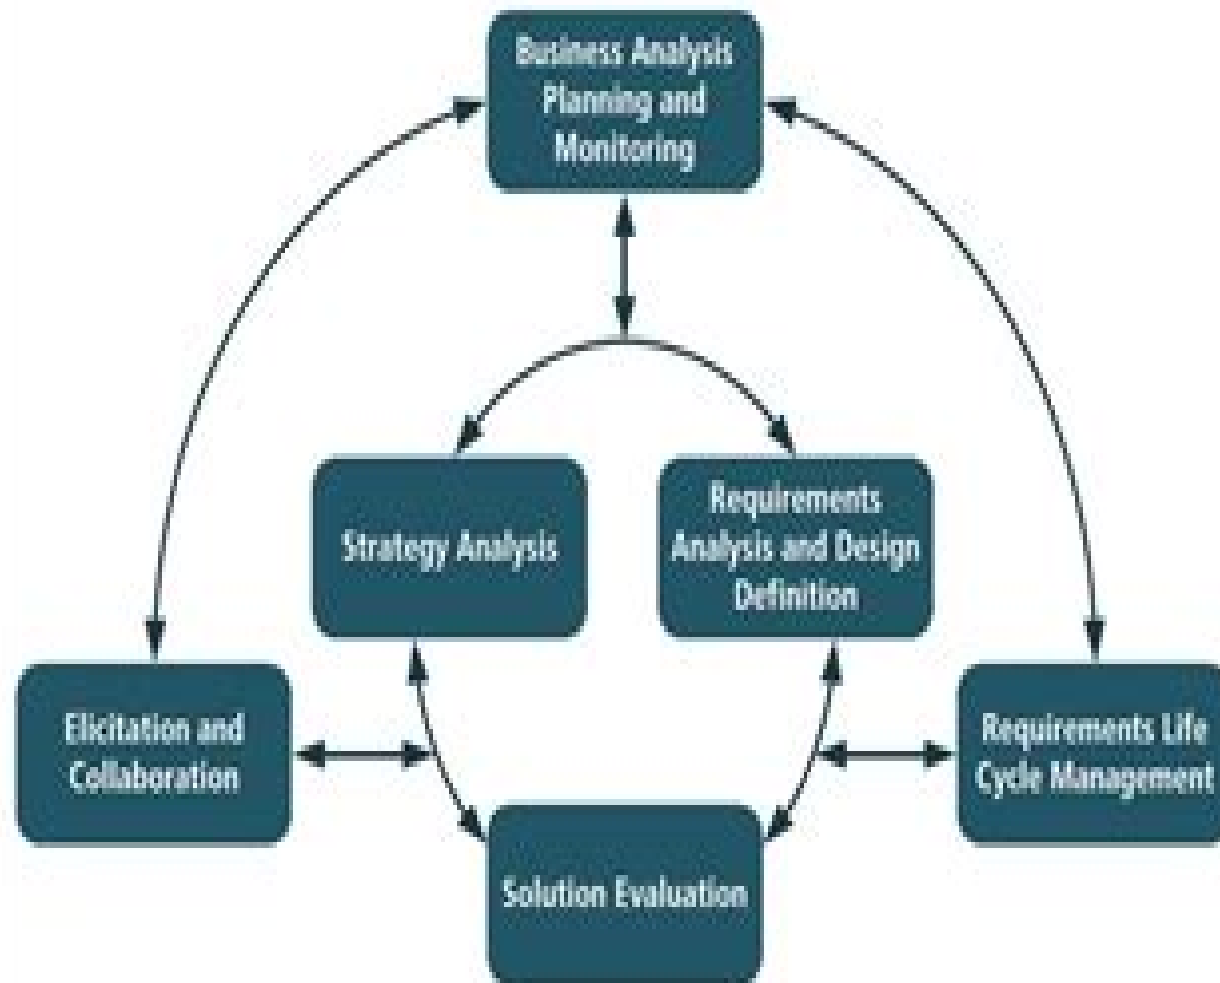 Business Analysis
Planning and
Monitoring
Strategy Analysis
Requirements
Analysis and Design
Definition
Elicitation and
Collaboration
Requirements Life
Cycle Management
Solution Evaluation